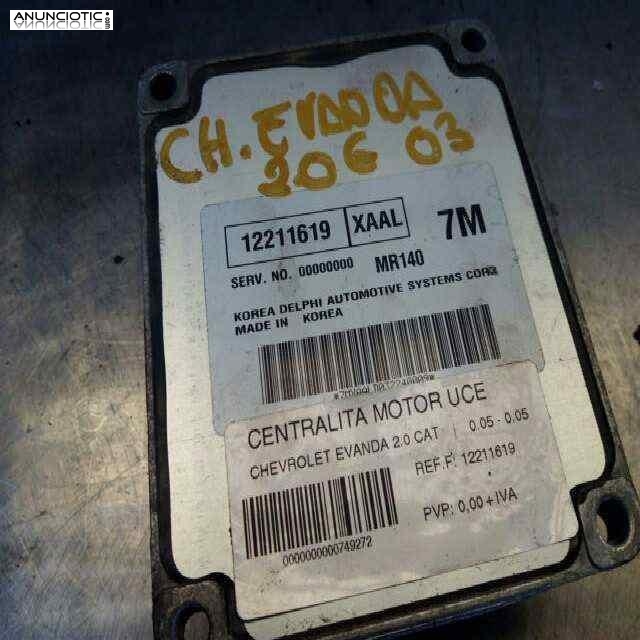 ANUNCIOTIC
CH. EVANDA
20G 03
12211619 XAAL 7M
SERV. NO. 00000000 MR140
KOREA DELPHI AUTOMOTIVE SYSTEMS CORP
MADE IN KOREA
CENTRALITA MOTOR UCE
CHEVROLET EVANDA 2.0 CAT | 0.05 - 0.05
REF.F: 12211619
PVP: 0,00 + IVA
0000000000749272